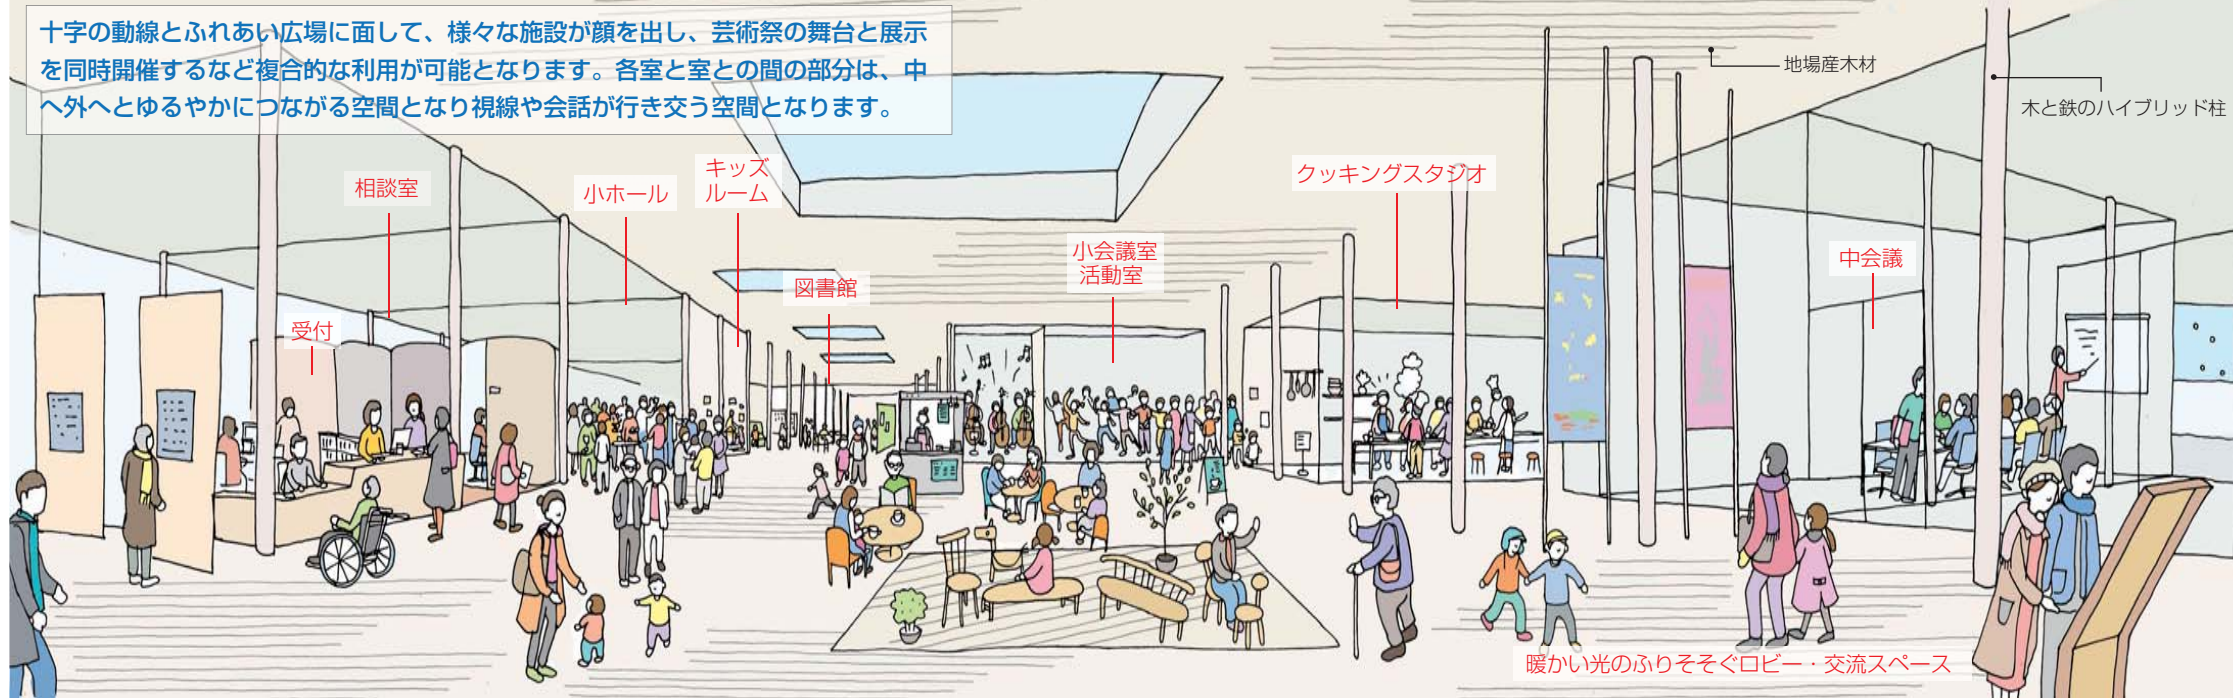 十字の動線とふれあい広場に面して、様々な施設が顔を出し、芸術祭の舞台と展示
を同時開催するなど複合的な利用が可能となります。各室と室との間の部分は、中
へ外へとゆるやかにつながる空間となり視線や会話が行き交う空間となります。
地場産木材
木と鉄のハイブリッド柱
相談室
小ホール
キッズ
ルーム
クッキングスタジオ
小会議室
活動室
中会議
図書館
受付
暖かい光のふりそそぐロビー・交流スペース